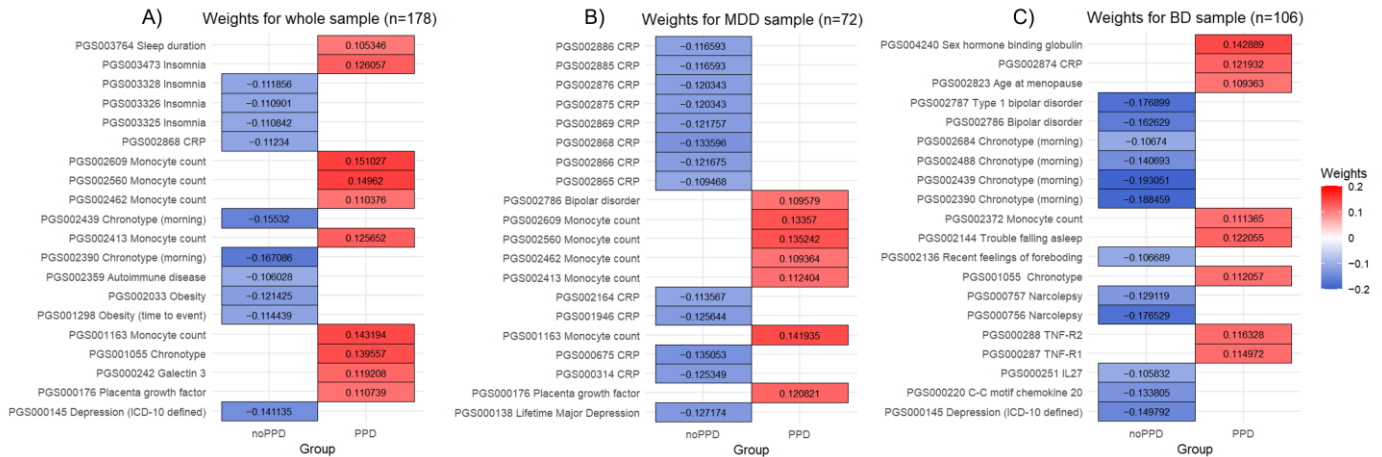 A) Weights for whole sample (n=178)
PGS003764 Sleep duration 0.105346
PGS003473 Insomnia 0.126057
PGS003328 Insomnia −0.111856
PGS003326 Insomnia −0.110901
PGS003325 Insomnia −0.110842
PGS002868 CRP −0.11234
PGS002609 Monocyte count 0.151027
PGS002560 Monocyte count 0.14962
PGS002462 Monocyte count 0.110376
PGS002439 Chronotype (morning) −0.15532
PGS002413 Monocyte count 0.125652
PGS002390 Chronotype (morning) −0.167086
PGS002359 Autoimmune disease −0.106028
PGS002033 Obesity −0.121425
PGS001298 Obesity (time to event) −0.114439
PGS001163 Monocyte count 0.143194
PGS001055 Chronotype 0.139557
PGS000242 Galectin 3 0.119208
PGS000176 Placenta growth factor 0.110739
PGS000145 Depression (ICD-10 defined) −0.141135
noPPD PPD
Group
B) Weights for MDD sample (n=72)
PGS002886 CRP −0.116593
PGS002885 CRP −0.116593
PGS002876 CRP −0.120343
PGS002875 CRP −0.120343
PGS002869 CRP −0.121757
PGS002868 CRP −0.133596
PGS002866 CRP −0.121675
PGS002865 CRP −0.109468
PGS002786 Bipolar disorder 0.109579
PGS002609 Monocyte count 0.13357
PGS002560 Monocyte count 0.135242
PGS002462 Monocyte count 0.109364
PGS002413 Monocyte count 0.112404
PGS002164 CRP −0.113567
PGS001946 CRP −0.125644
PGS001163 Monocyte count 0.141935
PGS000675 CRP −0.135053
PGS000314 CRP −0.125349
PGS000176 Placenta growth factor 0.120821
PGS000138 Lifetime Major Depression −0.127174
noPPD PPD
Group
C) Weights for BD sample (n=106)
PGS004240 Sex hormone binding globulin 0.142889
PGS002874 CRP 0.121932
PGS002823 Age at menopause 0.109363
PGS002787 Type 1 bipolar disorder −0.176899
PGS002786 Bipolar disorder −0.162629
PGS002684 Chronotype (morning) −0.10674
PGS002488 Chronotype (morning) −0.140693
PGS002439 Chronotype (morning) −0.193051
PGS002390 Chronotype (morning) −0.188459
PGS002372 Monocyte count 0.111365
PGS002144 Trouble falling asleep 0.122055
PGS002136 Recent feelings of foreboding −0.106689
PGS001055 Chronotype 0.112057
PGS000757 Narcolepsy −0.129119
PGS000756 Narcolepsy −0.176529
PGS000288 TNF-R2 0.116328
PGS000287 TNF-R1 0.114972
PGS000251 IL27 −0.105832
PGS000220 C-C motif chemokine 20 −0.133805
PGS000145 Depression (ICD-10 defined) −0.149792
noPPD PPD
Group
Weights
0.2
0.1
0.0
−0.1
−0.2